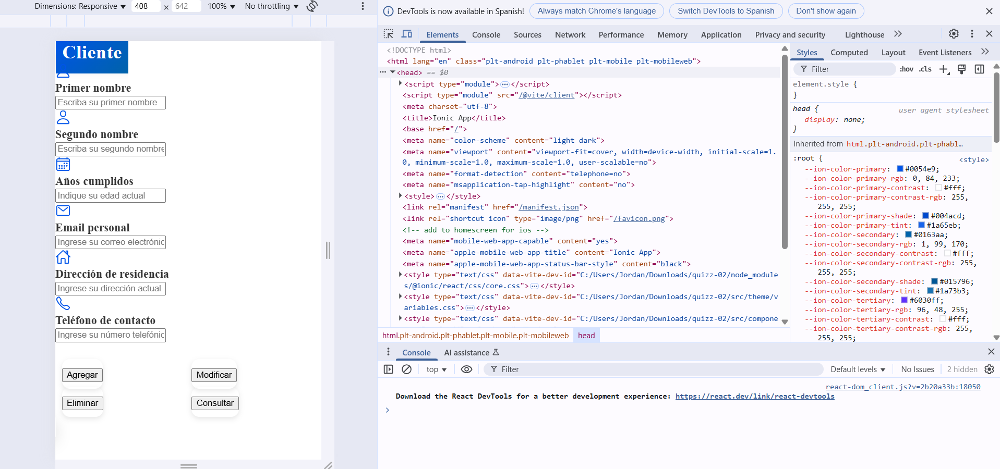 Dimensions: Responsive ▼ 408 × 642 100% ▼ No throttling ▼
Cliente
Primer nombre
Escriba su primer nombre
Segundo nombre
Escriba su segundo nombre
Años cumplidos
Indique su edad actual
Email personal
Ingrese su correo electrónic
Dirección de residencia
Ingrese su dirección actual
Teléfono de contacto
Ingrese su número telefónic
Agregar Modificar
Eliminar Consultar
DevTools is now available in Spanish! Always match Chrome's language Switch DevTools to Spanish Don't show again
Elements Console Sources Network Performance Memory Application Privacy and security Lighthouse
<!DOCTYPE html>
<html lang="en" class="plt-android plt-phablet plt-mobile plt-mobileweb">
<head> == $0
<script type="module"> </script>
<script type="module" src="/@vite/client"></script>
<meta charset="utf-8">
<title>Ionic App</title>
<base href="/">
<meta name="color-scheme" content="light dark">
<meta name="viewport" content="viewport-fit=cover, width=device-width, initial-scale=1.
0, minimum-scale=1.0, maximum-scale=1.0, user-scalable=no">
<meta name="format-detection" content="telephone=no">
<meta name="msapplication-tap-highlight" content="no">
<style> </style>
<link rel="manifest" href="/manifest.json">
<link rel="shortcut icon" type="image/png" href="/favicon.png">
<!-- add to homescreen for ios -->
<meta name="mobile-web-app-capable" content="yes">
<meta name="apple-mobile-web-app-title" content="Ionic App">
<meta name="apple-mobile-web-app-status-bar-style" content="black">
<style type="text/css" data-vite-dev-id="C:/Users/Jordan/Downloads/quizz-02/node_module
s/@ionic/react/css/core.css"> </style>
<style type="text/css" data-vite-dev-id="C:/Users/Jordan/Downloads/quizz-02/src/theme/v
ariables.css"> </style>
<style type="text/css" data-vite-dev-id="C:/Users/Jordan/Downloads/quizz-02/src/compone
html.plt-android.plt-phablet.plt-mobile.plt-mobileweb head
Styles Computed Layout Event Listeners
Filter :hov .cls
element.style {
}
head { user agent stylesheet
display: none;
}
Inherited from html.plt-android.plt-phabl…
:root { <style>
--ion-color-primary: #0054e9;
--ion-color-primary-rgb: 0, 84, 233;
--ion-color-primary-contrast: #fff;
--ion-color-primary-contrast-rgb: 255,
255, 255;
--ion-color-primary-shade: #004acd;
--ion-color-primary-tint: #1a65eb;
--ion-color-secondary: #0163aa;
--ion-color-secondary-rgb: 1, 99, 170;
--ion-color-secondary-contrast: #fff;
--ion-color-secondary-contrast-rgb: 255,
255, 255;
--ion-color-secondary-shade: #015796;
--ion-color-secondary-tint: #1a73b3;
--ion-color-tertiary: #6030ff;
--ion-color-tertiary-rgb: 96, 48, 255;
--ion-color-tertiary-contrast: #fff;
--ion-color-tertiary-contrast-rgb: 255,
255, 255;
Console AI assistance
top ▼ Filter Default levels ▼ No Issues 2 hidden
react-dom_client.js?v=2b20a33b:18050
Download the React DevTools for a better development experience: https://react.dev/link/react-devtools